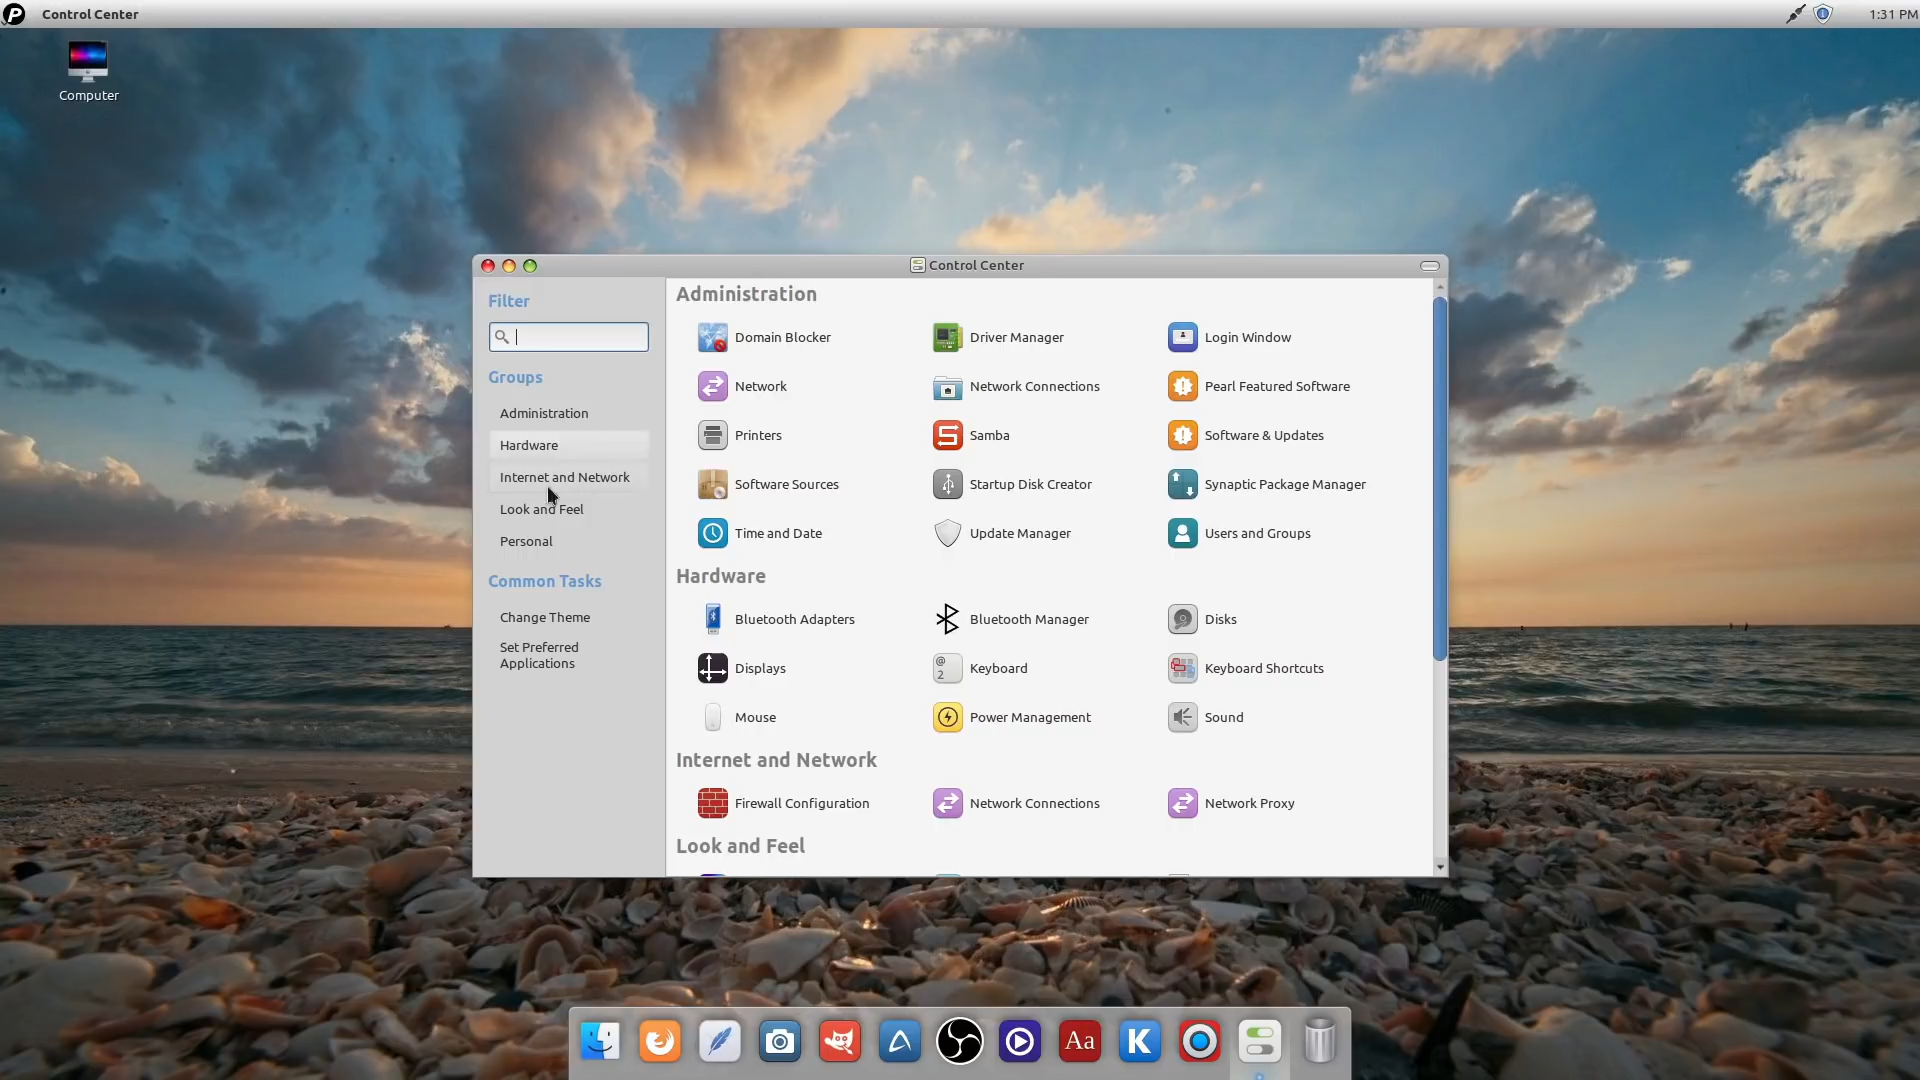 P Control Center
1:31 PM
Computer
Control Center
Filter
Groups
Administration
Hardware
Internet and Network
Look and Feel
Personal
Common Tasks
Change Theme
Set Preferred
Applications
Administration
Domain Blocker
Driver Manager
Login Window
Network
Network Connections
Pearl Featured Software
Printers
Samba
Software & Updates
Software Sources
Startup Disk Creator
Synaptic Package Manager
Time and Date
Update Manager
Users and Groups
Hardware
Bluetooth Adapters
Bluetooth Manager
Disks
Displays
@
2
Keyboard
Keyboard Shortcuts
Mouse
Power Management
Sound
Internet and Network
Firewall Configuration
Network Connections
Network Proxy
Look and Feel
Aa
K